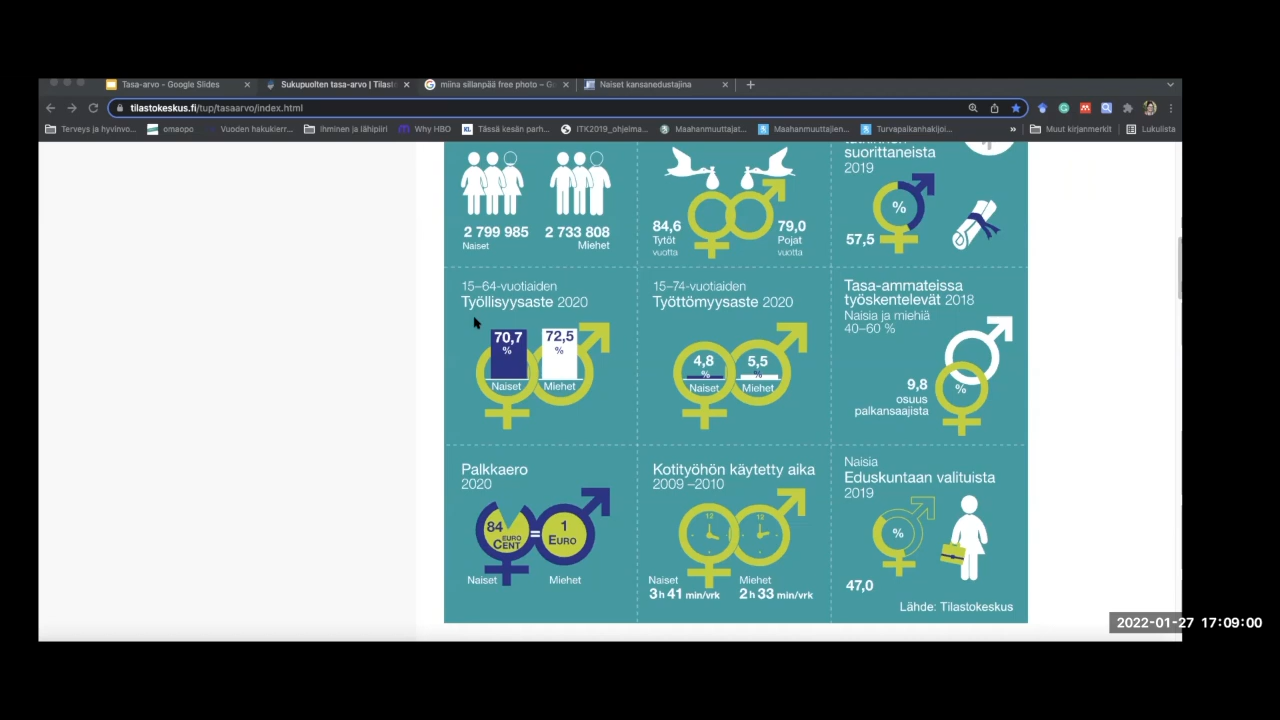 Tasa-arvo - Google Slides
Sukupuolten tasa-arvo | Tilast
miina sillanpää free photo – Go
Naiset kansanedustajina
tilastokeskus.fi/tup/tasaarvo/index.html
Terveys ja hyvinvo...
omaopo
Vuoden hakukierr...
Ihminen ja lähipiiri
Why HBO
Tässä kesän parh...
ITK2019_ohjelma...
Maahanmuuttajat...
Maahanmuuttajien...
Turvapaikanhakijoi...
»
Muut kirjanmerkit
Lukulista
2 799 985
Naiset
2 733 808
Miehet
84,6
Tytöt
vuotta
79,0
Pojat
vuotta
suorittaneista
2019
%
57,5
15–64-vuotiaiden
Työllisyysaste 2020
70,7
%
72,5
%
Naiset
Miehet
15–74-vuotiaiden
Työttömyysaste 2020
4,8
%
5,5
%
Naiset
Miehet
Tasa-ammateissa
työskentelevät 2018
Naisia ja miehiä
40–60 %
9,8
osuus
palkansaajista
%
Palkkaero
2020
84
EURO
CENT
=
1
EURO
Naiset
Miehet
Kotityöhön käytetty aika
2009 –2010
12
12
Naiset
3 h 41 min/vrk
Miehet
2 h 33 min/vrk
Naisia
Eduskuntaan valituista
2019
%
47,0
Lähde: Tilastokeskus
2022-01-27 17:09:00